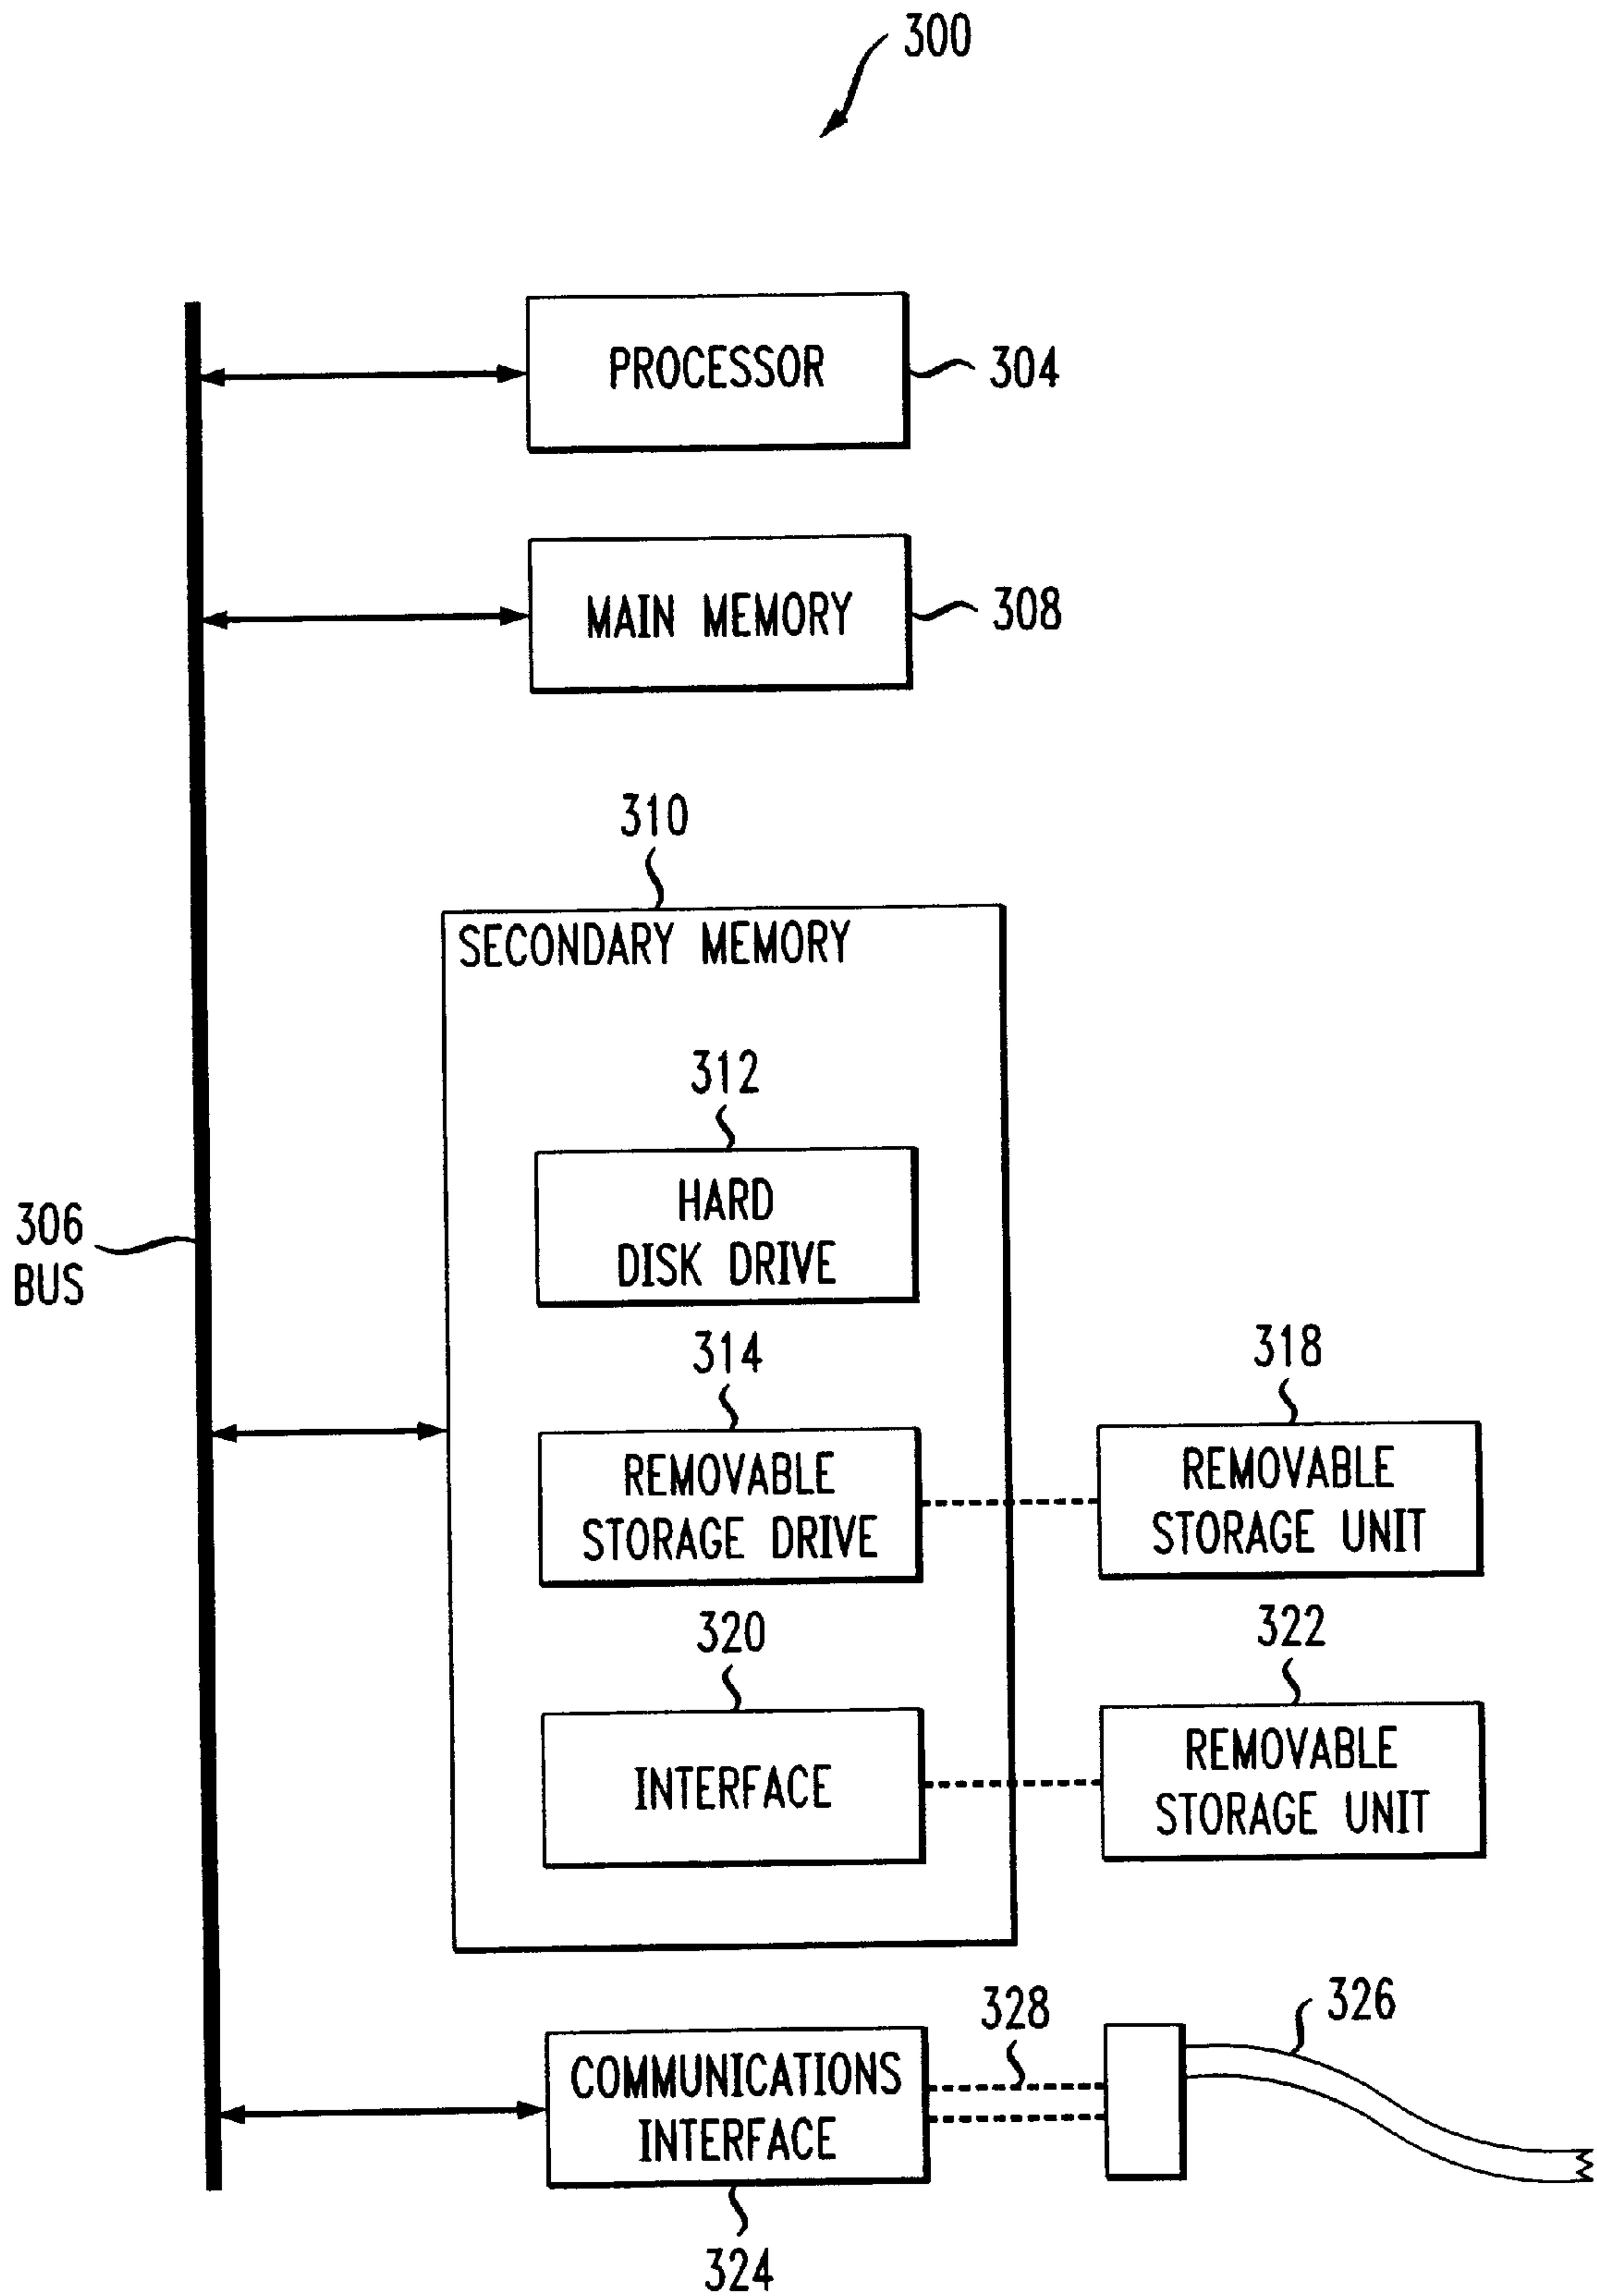 300
PROCESSOR
304
MAIN MEMORY
308
310
SECONDARY MEMORY
312
HARD
DISK DRIVE
306
BUS
314
REMOVABLE
STORAGE DRIVE
318
REMOVABLE
STORAGE UNIT
320
INTERFACE
322
REMOVABLE
STORAGE UNIT
328
326
COMMUNICATIONS
INTERFACE
324